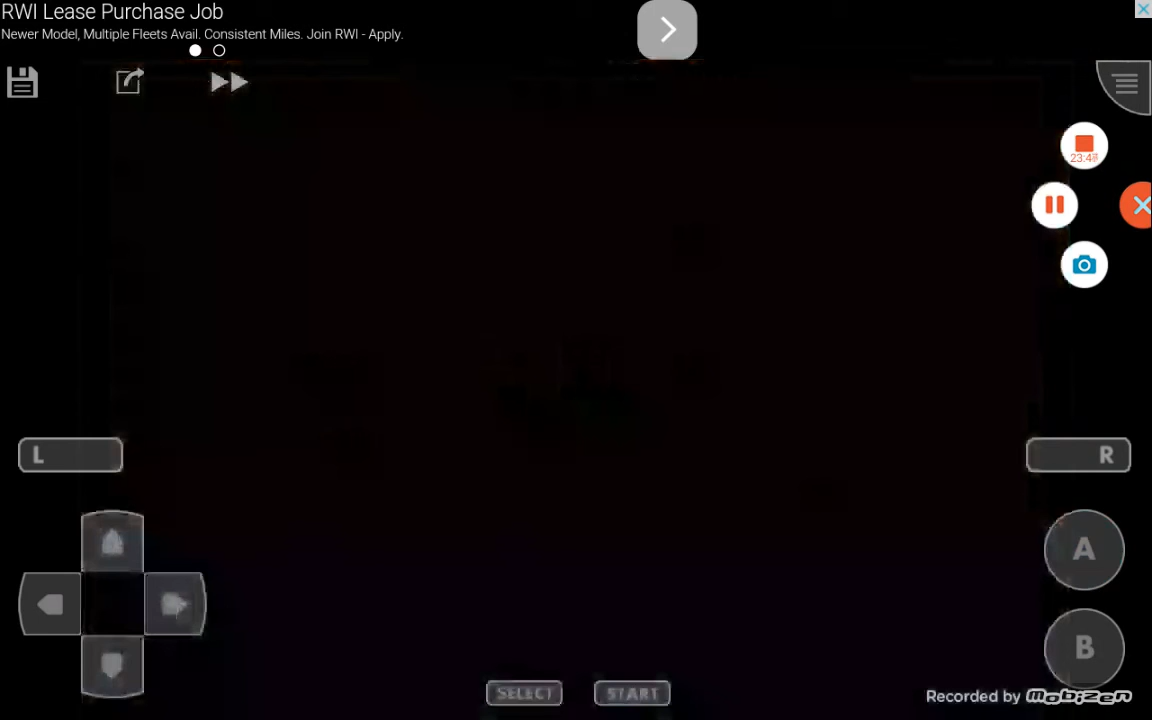 RWI Lease Purchase Job
Newer Model, Multiple Fleets Avail. Consistent Miles. Join RWI - Apply.
L
R
A
B
SELECT
START
Recorded by mobizen